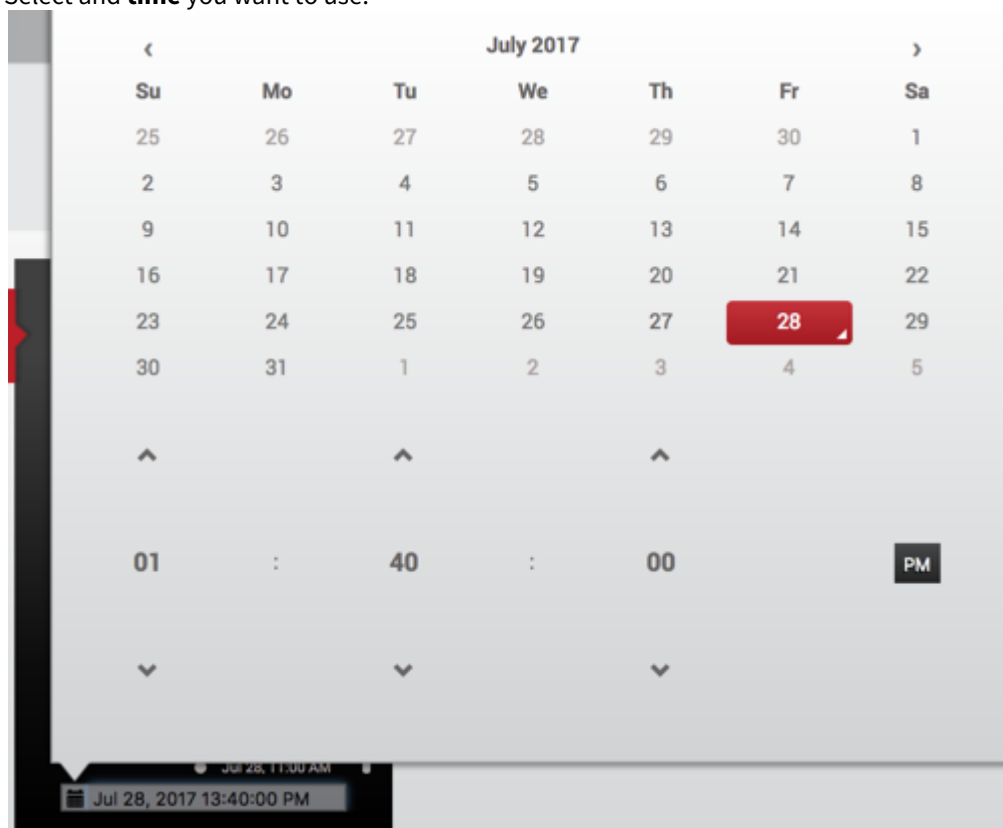 Select and time you want to use.
‹ July 2017 ›
Su Mo Tu We Th Fr Sa
25 26 27 28 29 30 1
2 3 4 5 6 7 8
9 10 11 12 13 14 15
16 17 18 19 20 21 22
23 24 25 26 27 28 29
30 31 1 2 3 4 5
01 : 40 : 00 PM
Jul 28, 11:00 AM
Jul 28, 2017 13:40:00 PM